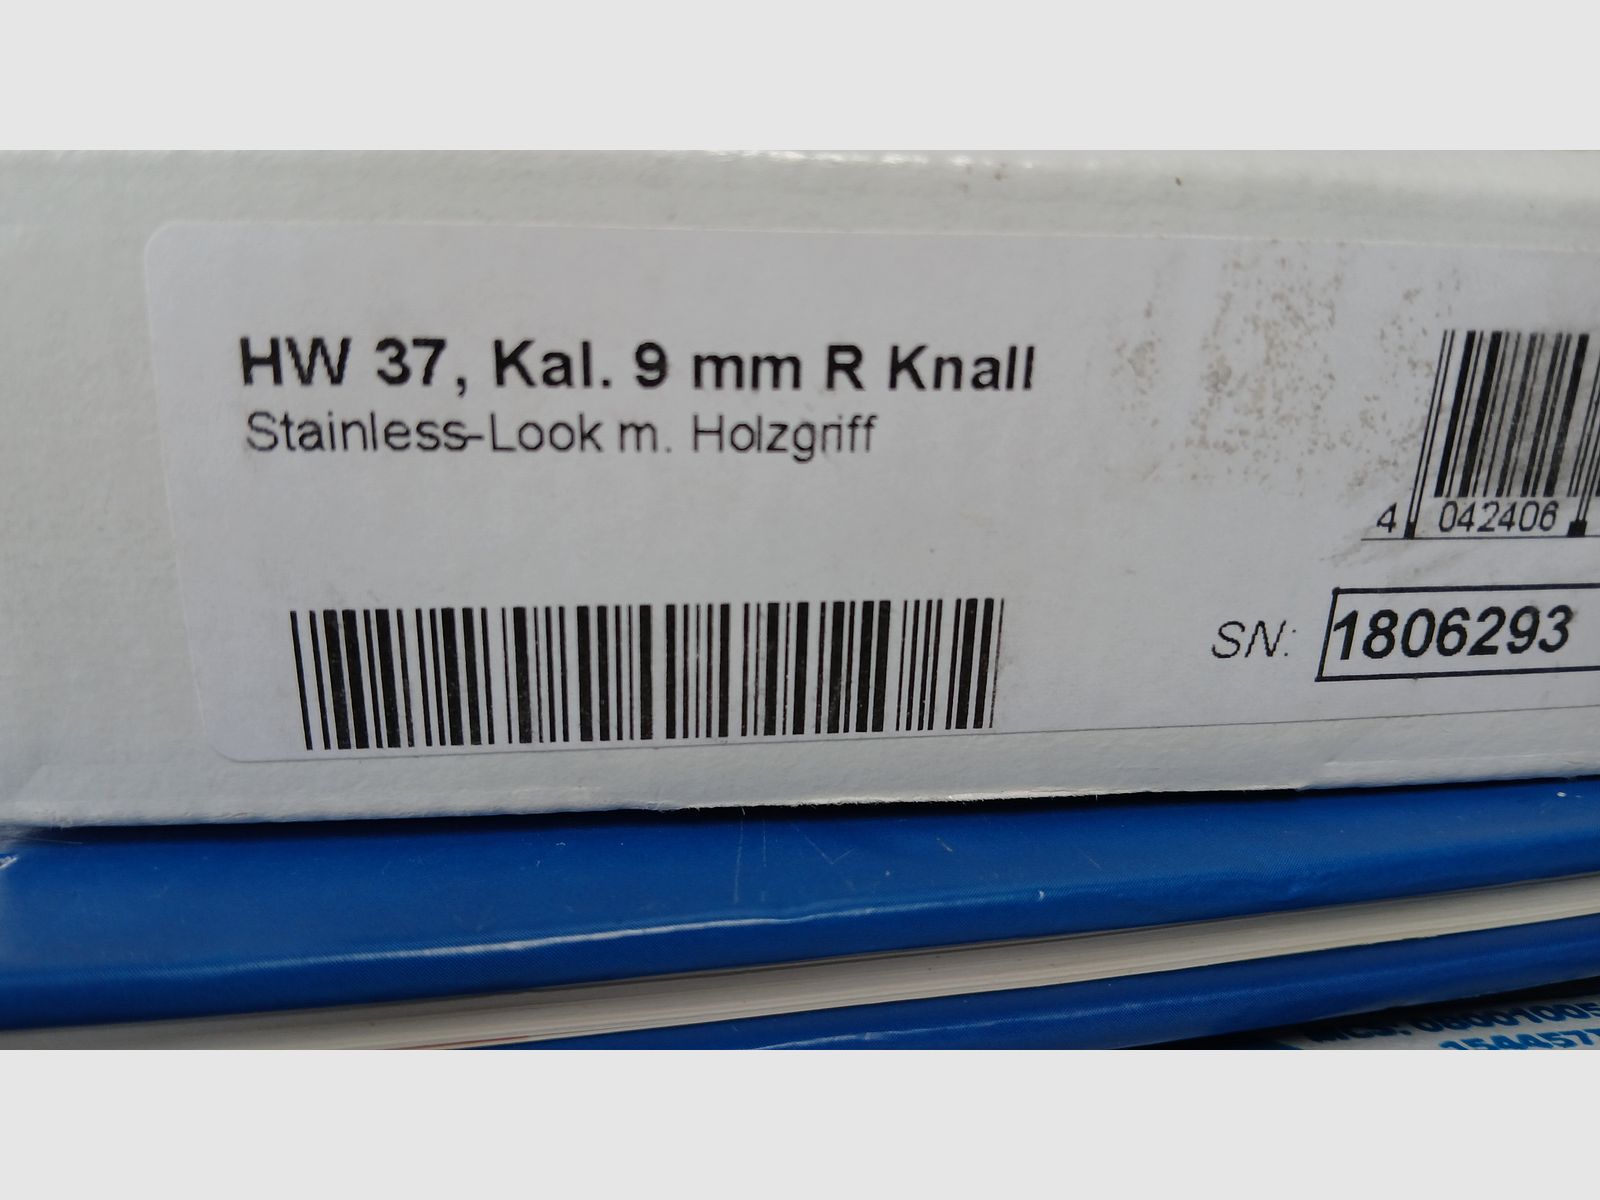 HW 37, Kal. 9 mm R Knall
Stainless-Look m. Holzgriff
4 042406
SN: 1806293